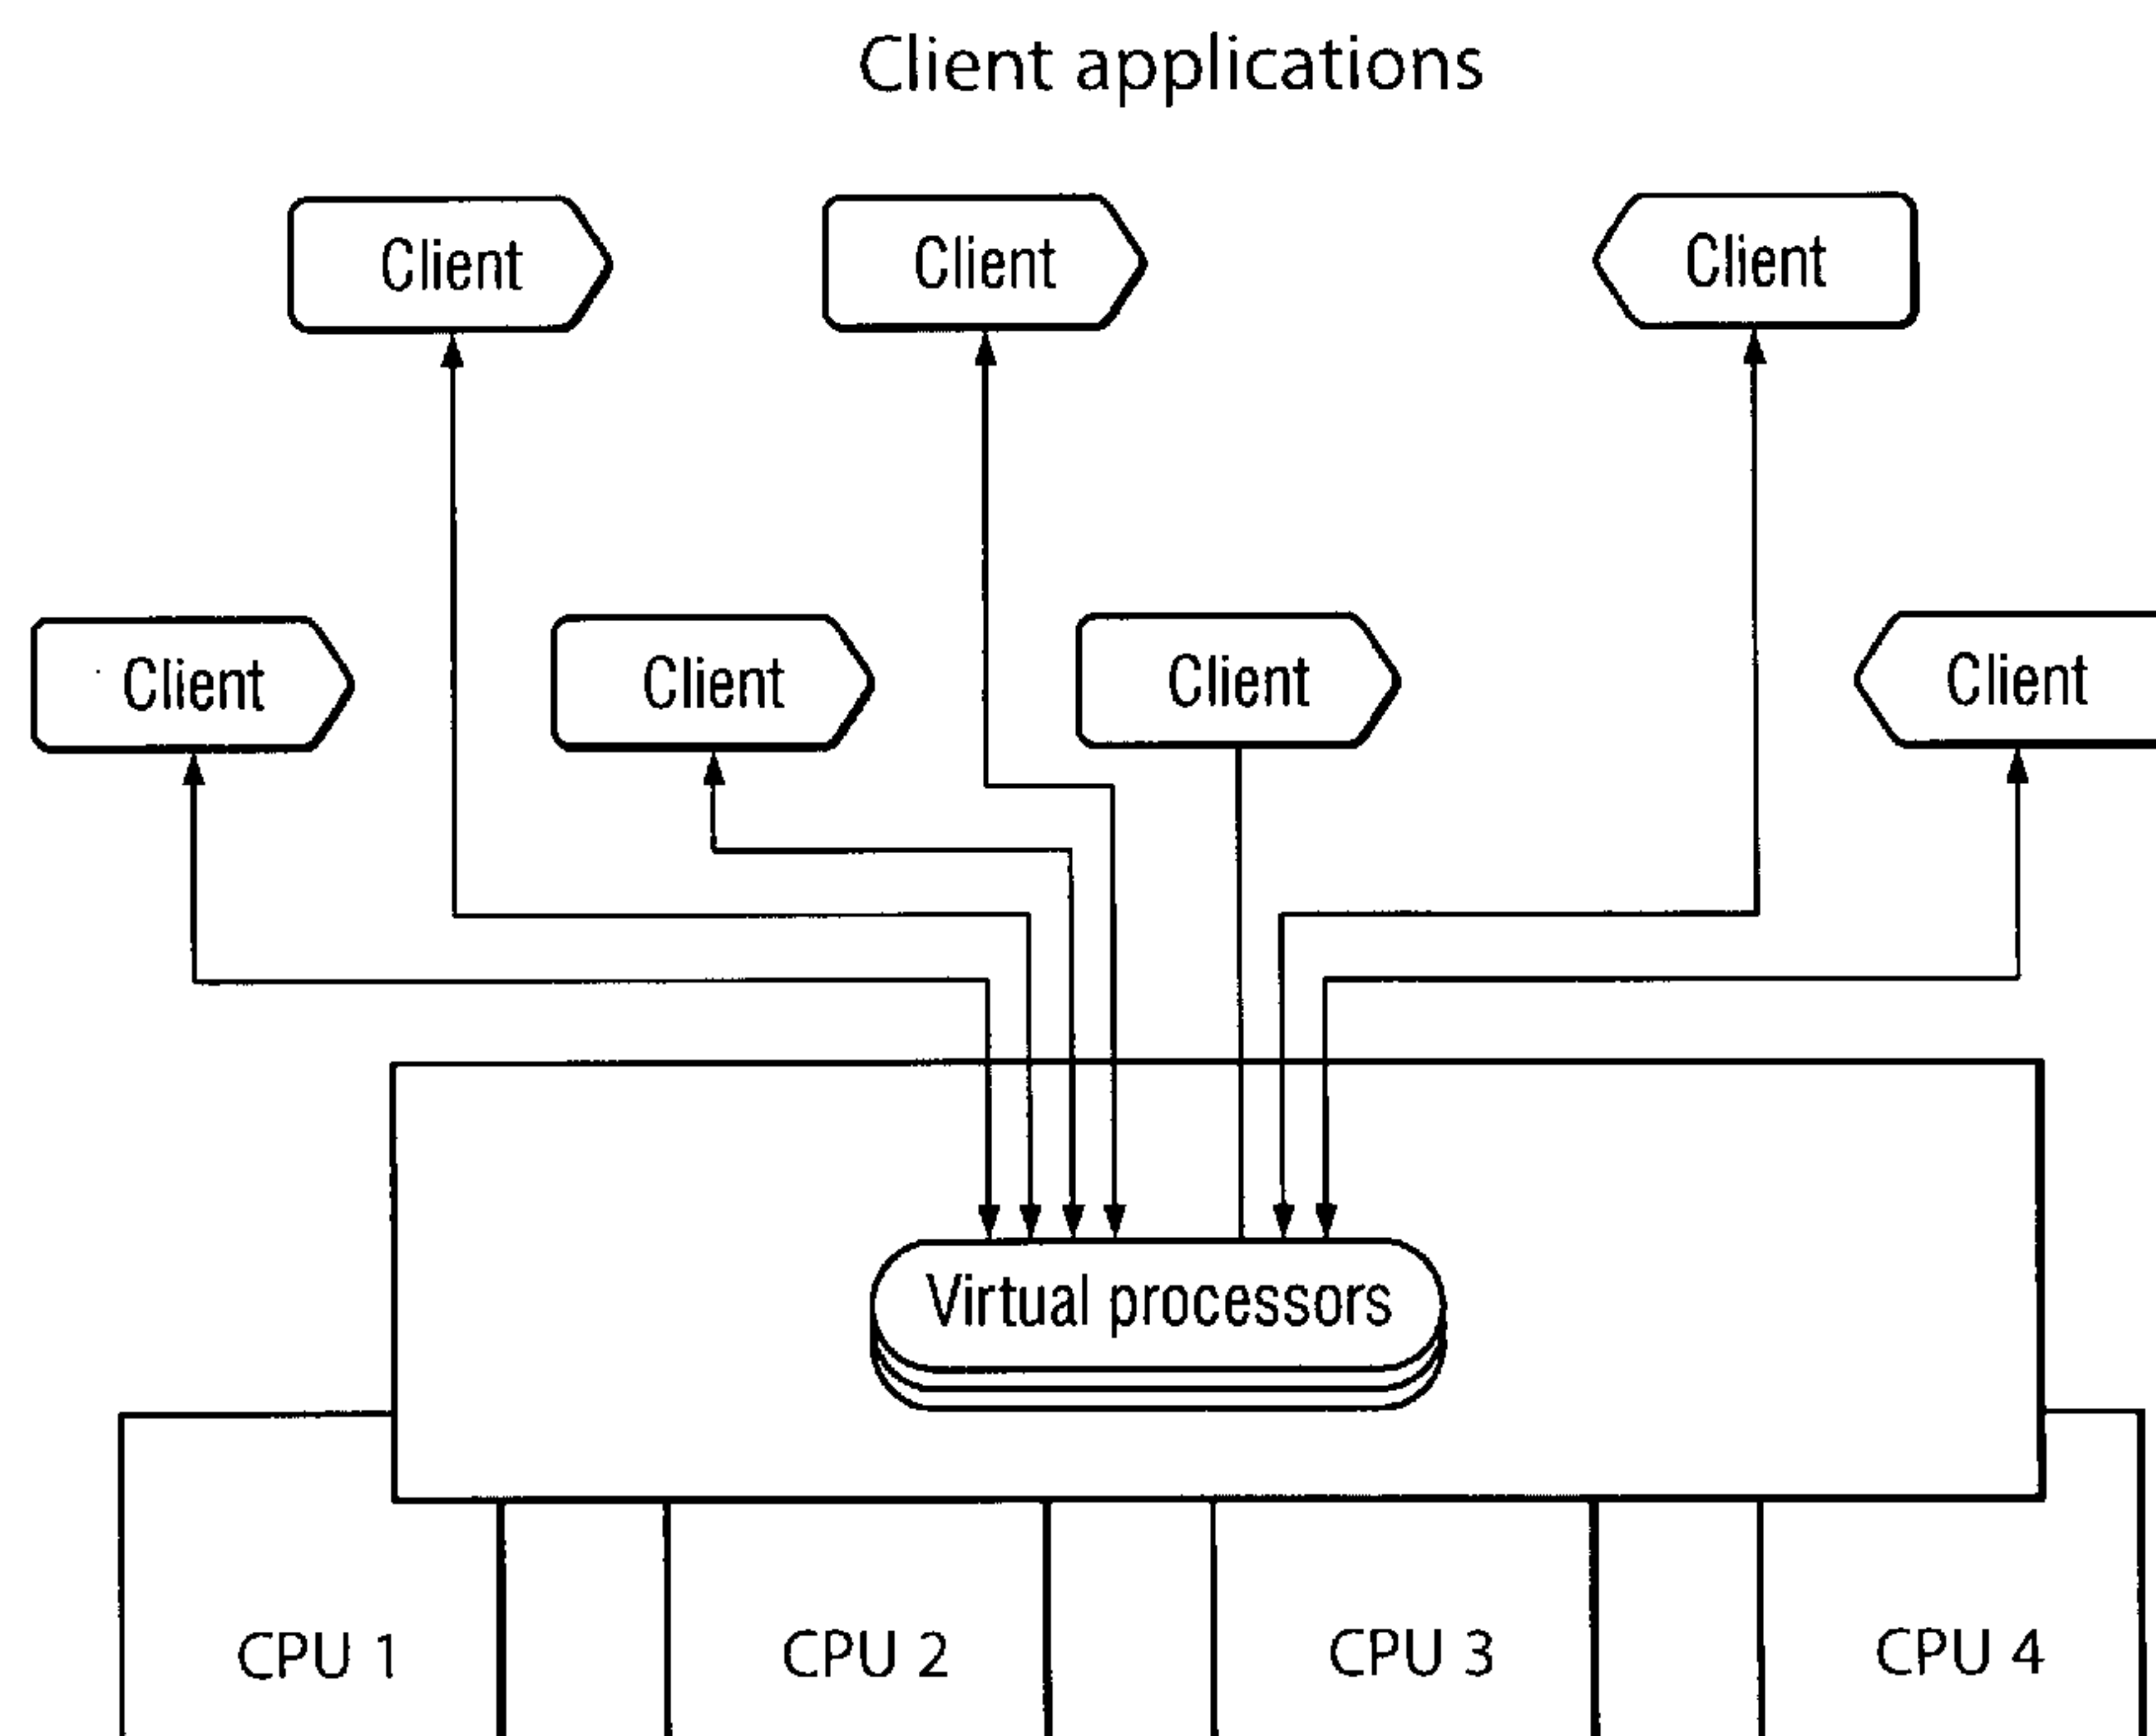 Client applications
Client
Client
Client
Client
Client
Client
Client
Virtual processors
CPU 1
CPU 2
CPU 3
CPU 4